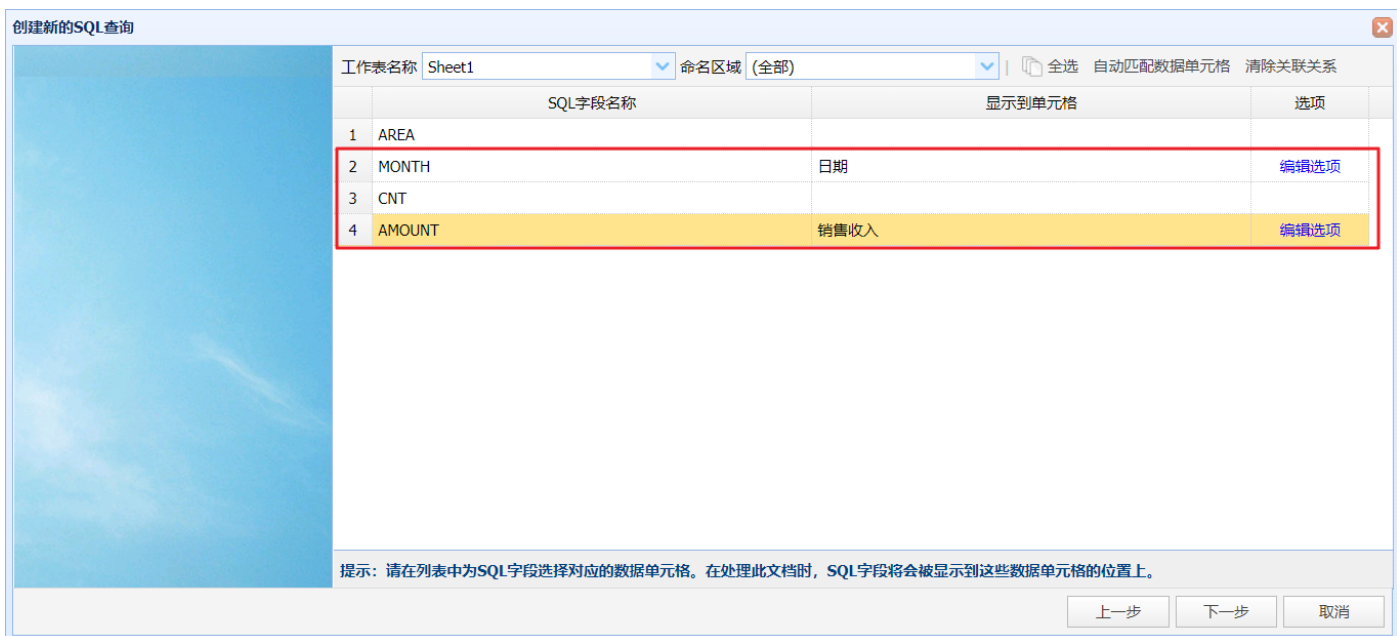 创建新的SQL查询
工作表名称 Sheet1 命名区域 (全部) | 全选 自动匹配数据单元格 清除关联关系
SQL字段名称 显示到单元格 选项
1 AREA
2 MONTH 日期 编辑选项
3 CNT
4 AMOUNT 销售收入 编辑选项
提示：请在列表中为SQL字段选择对应的数据单元格。在处理此文档时，SQL字段将会被显示到这些数据单元格的位置上。
上一步 下一步 取消